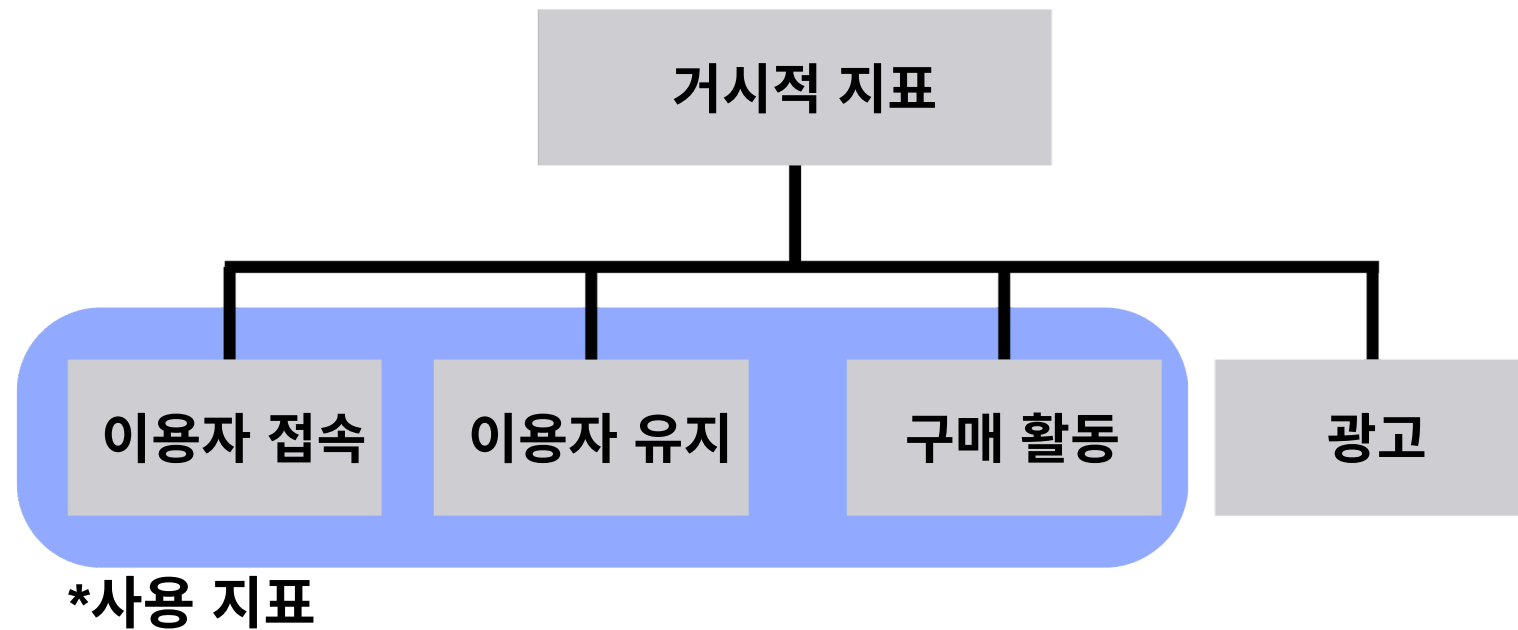 거시적 지표
이용자 접속
이용자 유지
구매 활동
광고
*사용 지표